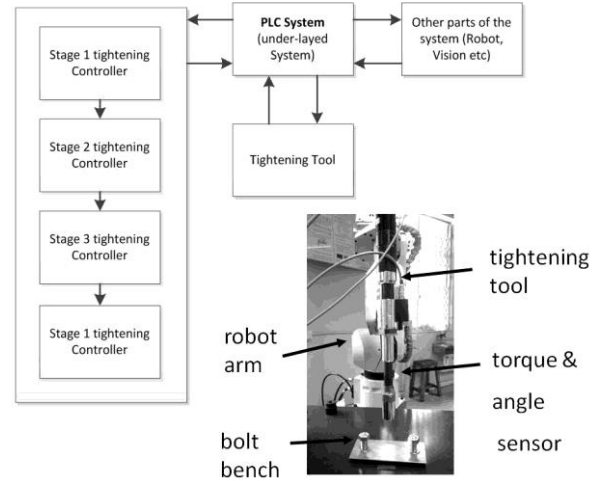 Stage 1 tightening
Controller
Stage 2 tightening
Controller
Stage 3 tightening
Controller
Stage 1 tightening
Controller
PLC System
(under-layed
System)
Other parts of the
system (Robot,
Vision etc)
Tightening Tool
tightening
tool
robot
arm
torque &
angle
sensor
bolt
bench